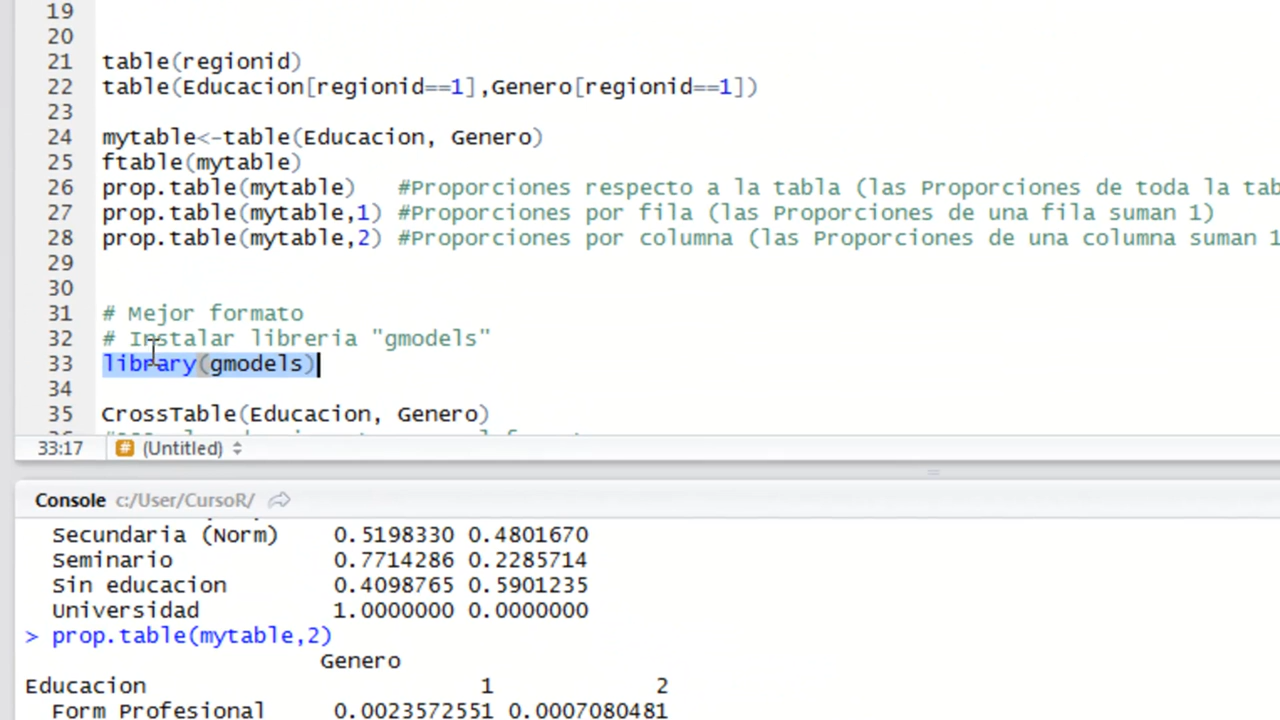 19
20
21 table(regionid)
22 table(Educacion[regionid==1],Genero[regionid==1])
23
24 mytable<-table(Educacion, Genero)
25 ftable(mytable)
26 prop.table(mytable) #Proporciones respecto a la tabla (las Proporciones de toda la tab
27 prop.table(mytable,1) #Proporciones por fila (las Proporciones de una fila suman 1)
28 prop.table(mytable,2) #Proporciones por columna (las Proporciones de una columna suman 1
29
30
31 # Mejor formato
32 # Instalar libreria "gmodels"
33 library(gmodels)
34
35 CrossTable(Educacion, Genero)
33:17 # (Untitled)
Console c:/User/CursoR/
Secundaria (Norm) 0.5198330 0.4801670
Seminario 0.7714286 0.2285714
Sin educacion 0.4098765 0.5901235
Universidad 1.0000000 0.0000000
> prop.table(mytable,2)
Genero
Educacion 1 2
Form Profesional 0.0023572551 0.0007080481